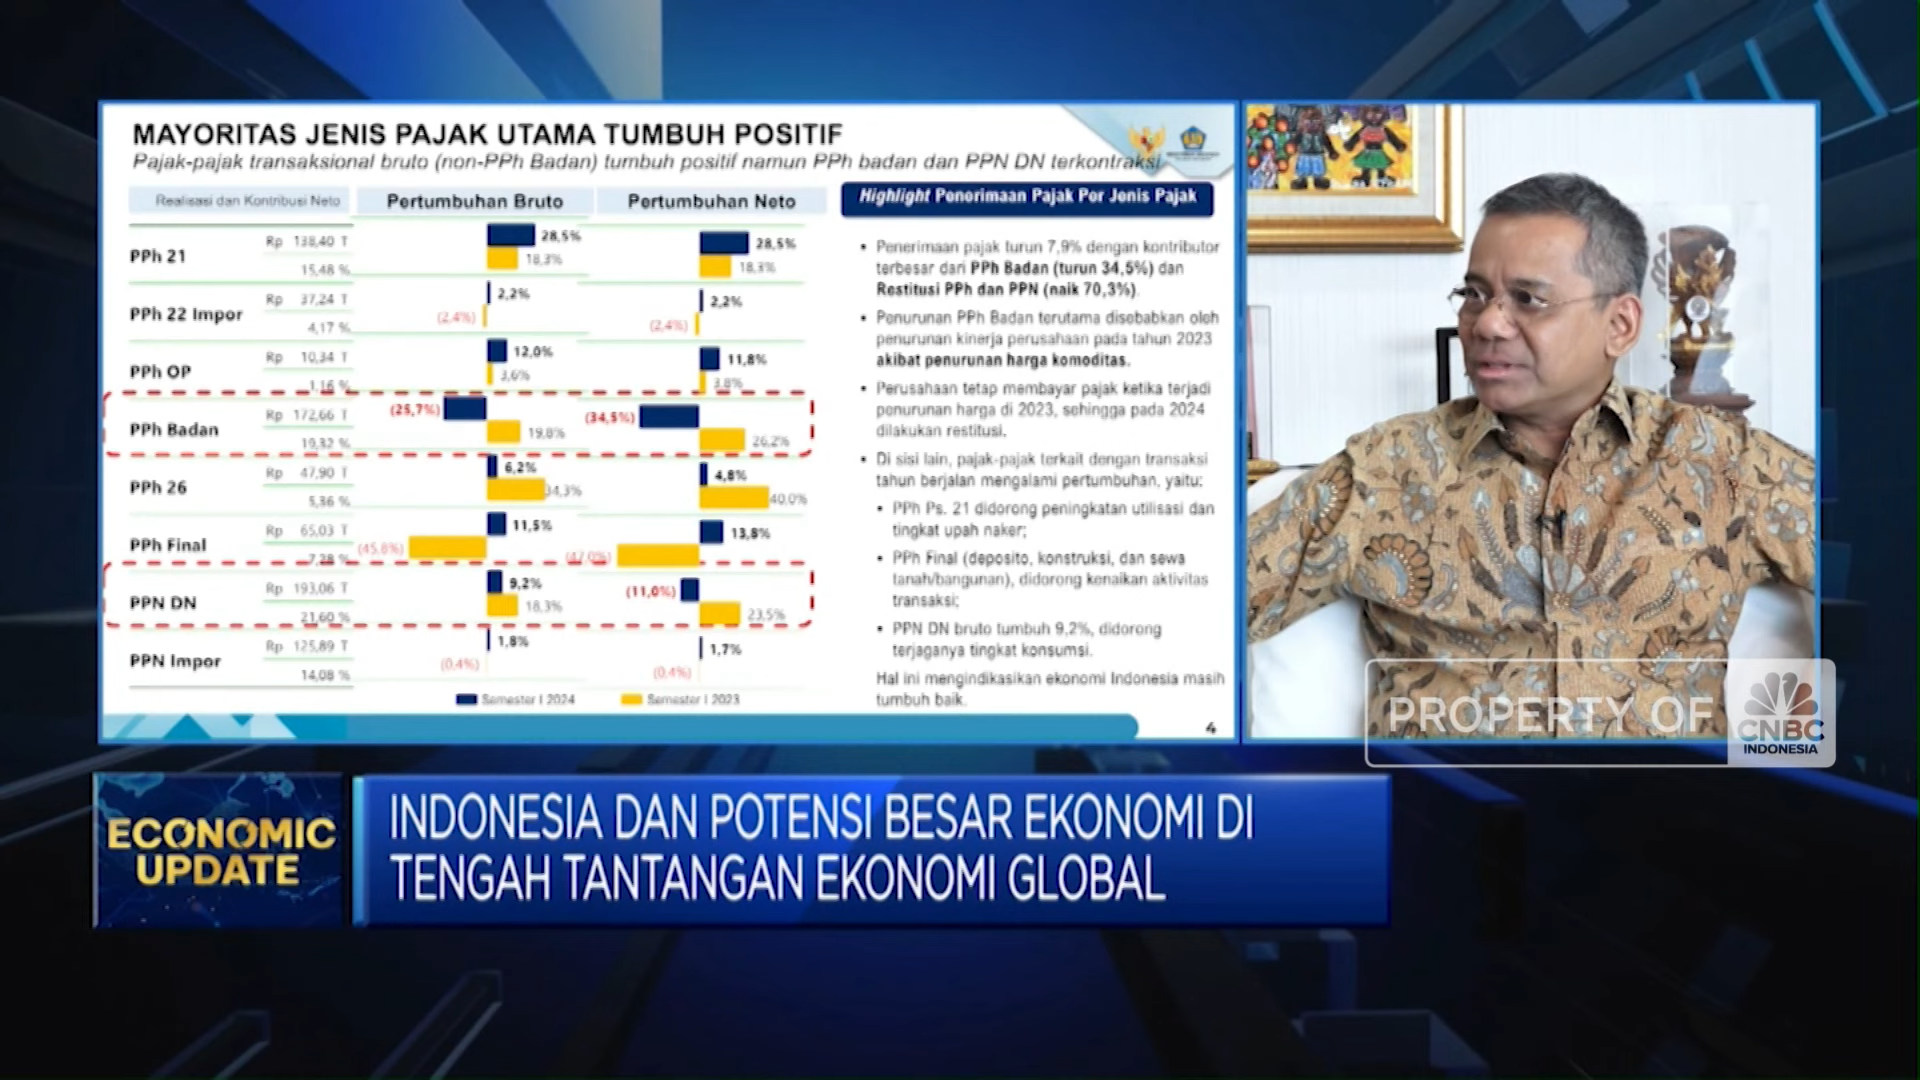 MAYORITAS JENIS PAJAK UTAMA TUMBUH POSITIF
Pajak-pajak transaksional bruto (non-PPh Badan) tumbuh positif namun PPh badan dan PPN DN terkontraksi
Realisasi dan Kontribusi Neto
Pertumbuhan Bruto
Pertumbuhan Neto
PPh 21
Rp 138,40 T
15,48 %
28,5%
18,3%
28,5%
18,3%
PPh 22 Impor
Rp 37,24 T
4,17 %
2,2%
(2,4%)
2,2%
(2,4%)
PPh OP
Rp 10,34 T
1,16 %
12,0%
3,6%
11,8%
3,8%
PPh Badan
Rp 172,66 T
19,32 %
(25,7%)
19,8%
(34,5%)
26,2%
PPh 26
Rp 47,90 T
5,36 %
6,2%
34,3%
4,8%
40,0%
PPh Final
Rp 65,03 T
7,28 %
11,5%
(45,8%)
13,8%
PPN DN
Rp 193,06 T
21,60 %
9,2%
18,3%
(11,0%)
23,5%
PPN Impor
Rp 125,89 T
14,08 %
1,8%
(0,4%)
1,7%
(0,4%)
Semester I 2024
Semester I 2023
Highlight Penerimaan Pajak Per Jenis Pajak
• Penerimaan pajak turun 7,9% dengan kontributor
terbesar dari PPh Badan (turun 34,5%) dan
Restitusi PPh dan PPN (naik 70,3%).
• Penurunan PPh Badan terutama disebabkan oleh
penurunan kinerja perusahaan pada tahun 2023
akibat penurunan harga komoditas.
• Perusahaan tetap membayar pajak ketika terjadi
penurunan harga di 2023, sehingga pada 2024
dilakukan restitusi.
• Di sisi lain, pajak-pajak terkait dengan transaksi
tahun berjalan mengalami pertumbuhan, yaitu:
• PPh Ps. 21 didorong peningkatan utilisasi dan
tingkat upah naker;
• PPh Final (deposito, konstruksi, dan sewa
tanah/bangunan), didorong kenaikan aktivitas
transaksi;
• PPN DN bruto tumbuh 9,2%, didorong
terjaganya tingkat konsumsi.
Hal ini mengindikasikan ekonomi Indonesia masih
tumbuh baik.
4
PROPERTY OF
CNBC
INDONESIA
ECONOMIC
UPDATE
INDONESIA DAN POTENSI BESAR EKONOMI DI
TENGAH TANTANGAN EKONOMI GLOBAL